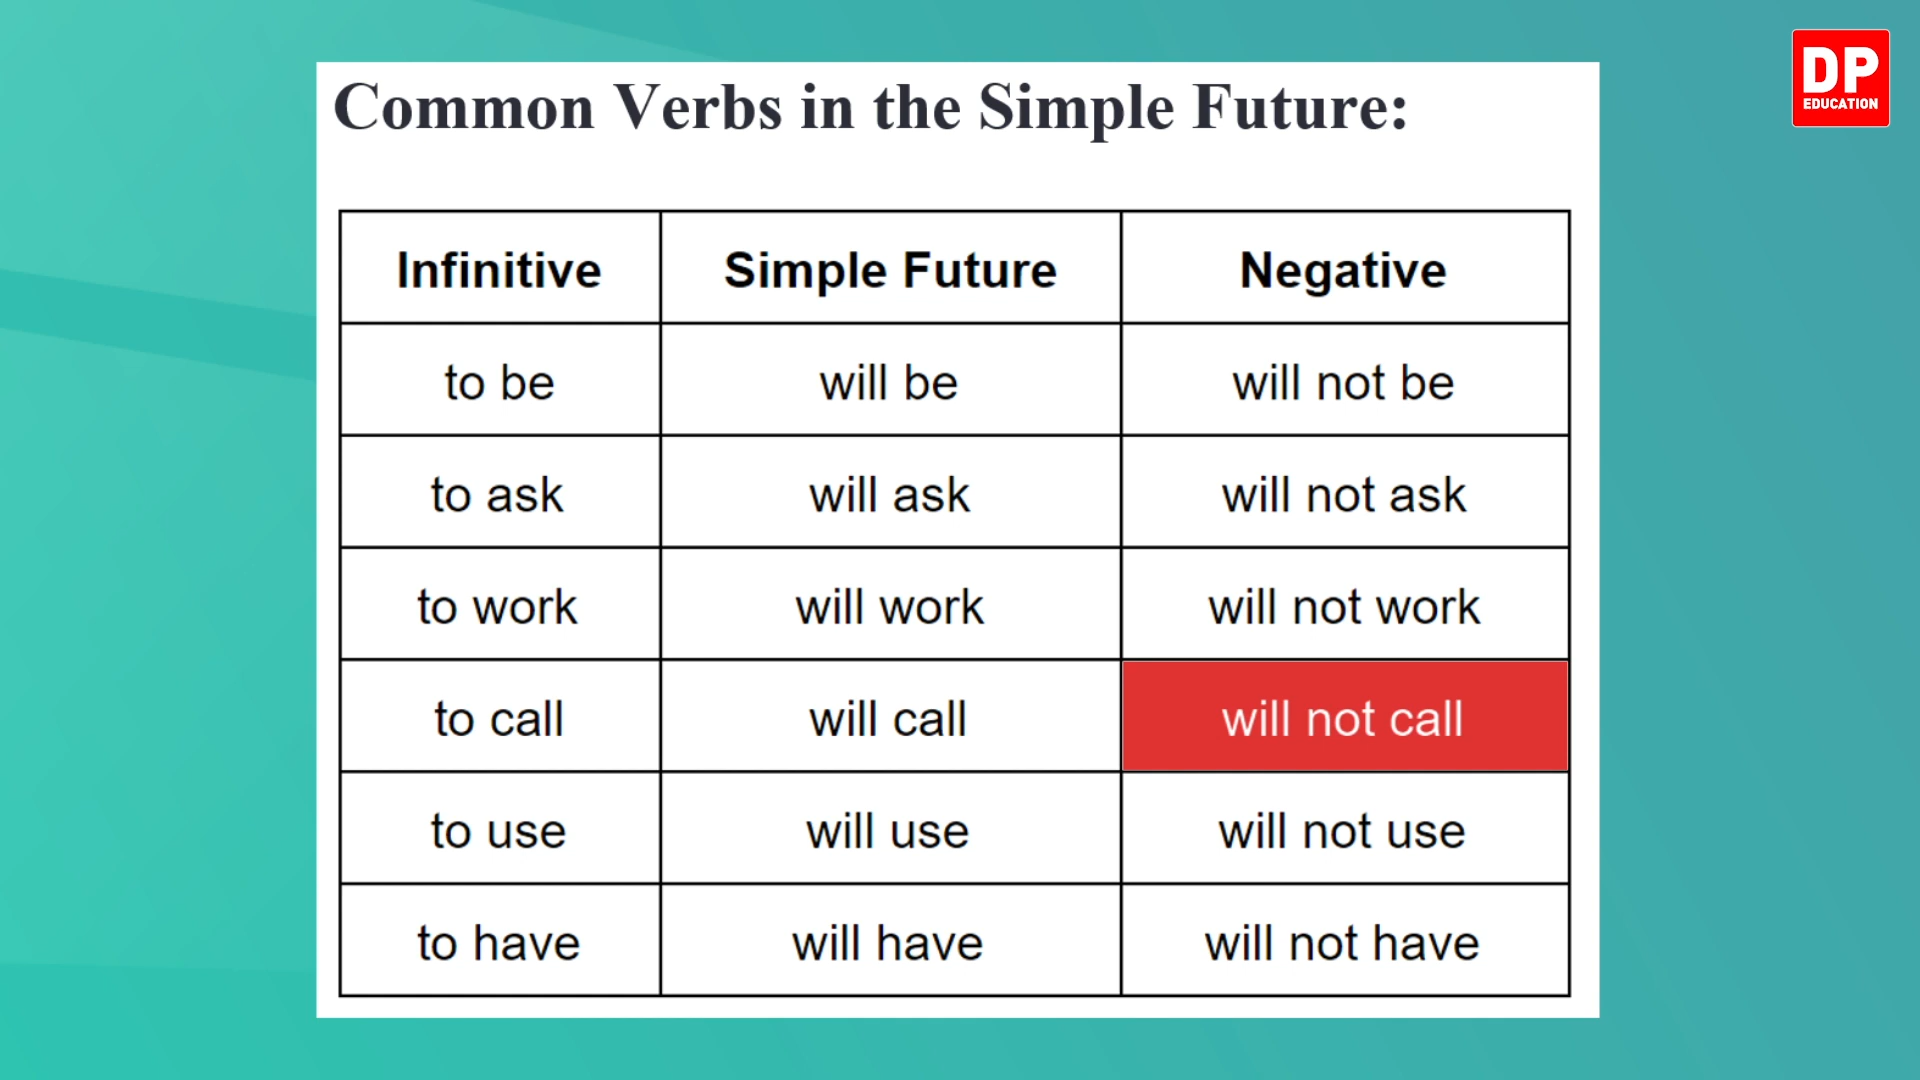 DP
EDUCATION
Common Verbs in the Simple Future:
Infinitive Simple Future Negative
to be will be will not be
to ask will ask will not ask
to work will work will not work
to call will call will not call
to use will use will not use
to have will have will not have